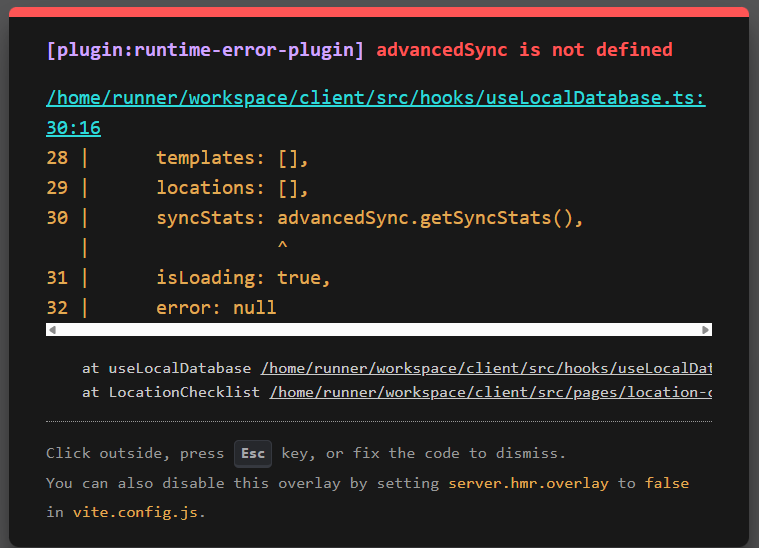 [plugin:runtime-error-plugin] advancedSync is not defined
/home/runner/workspace/client/src/hooks/useLocalDatabase.ts:
30:16
28 |      templates: [],
29 |      locations: [],
30 |      syncStats: advancedSync.getSyncStats(),
   |                 ^
31 |      isLoading: true,
32 |      error: null
at useLocalDatabase /home/runner/workspace/client/src/hooks/useLocalDat
at LocationChecklist /home/runner/workspace/client/src/pages/location-c
Click outside, press Esc key, or fix the code to dismiss.
You can also disable this overlay by setting server.hmr.overlay to false
in vite.config.js.